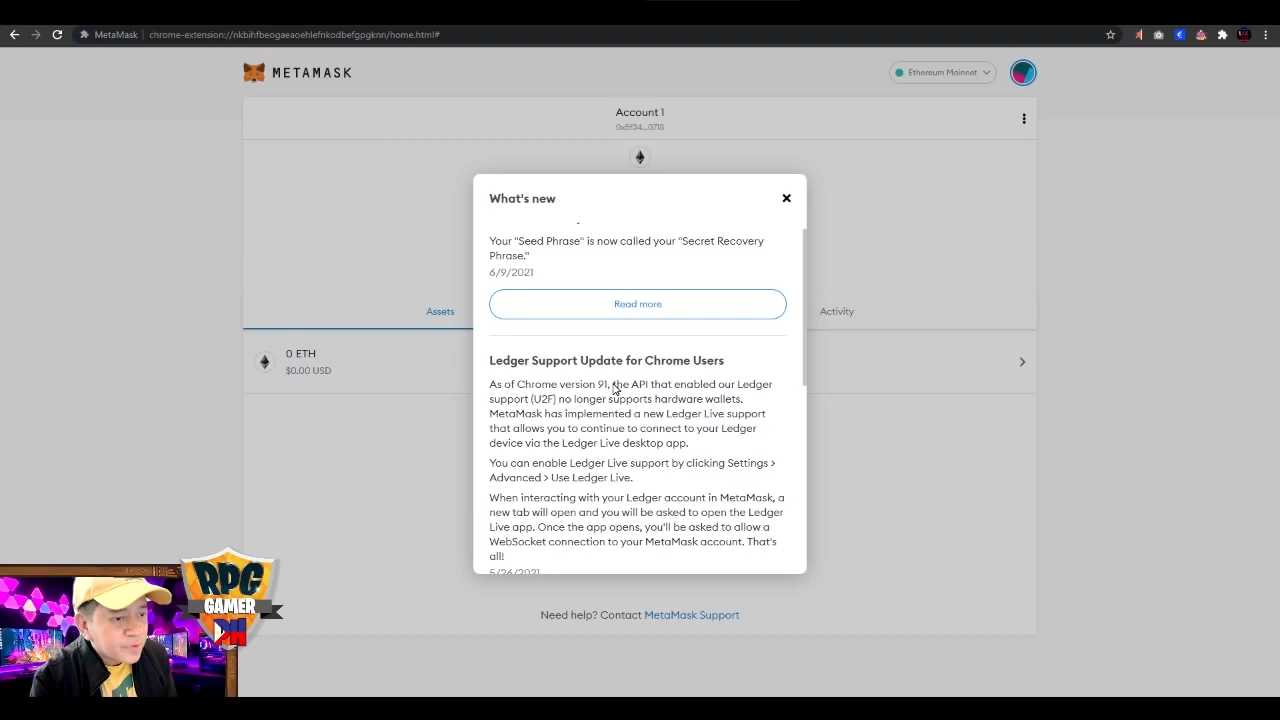 MetaMask
chrome-extension://nkbihfbeogaeaoehlefnkodbefgpgknn/home.html#
METAMASK
Ethereum Mainnet
Account 1
What's new
Your "Seed Phrase" is now called your "Secret Recovery
Phrase."
6/9/2021
Read more
Assets
Activity
0 ETH
$0.00 USD
Ledger Support Update for Chrome Users
As of Chrome version 91, the API that enabled our Ledger
support (U2F) no longer supports hardware wallets.
MetaMask has implemented a new Ledger Live support
that allows you to continue to connect to your Ledger
device via the Ledger Live desktop app.
You can enable Ledger Live support by clicking Settings >
Advanced > Use Ledger Live.
When interacting with your Ledger account in MetaMask, a
new tab will open and you will be asked to open the Ledger
Live app. Once the app opens, you'll be asked to allow a
WebSocket connection to your MetaMask account. That's
all!
5/26/2021
RPG
GAMER
PH
Need help? Contact MetaMask Support